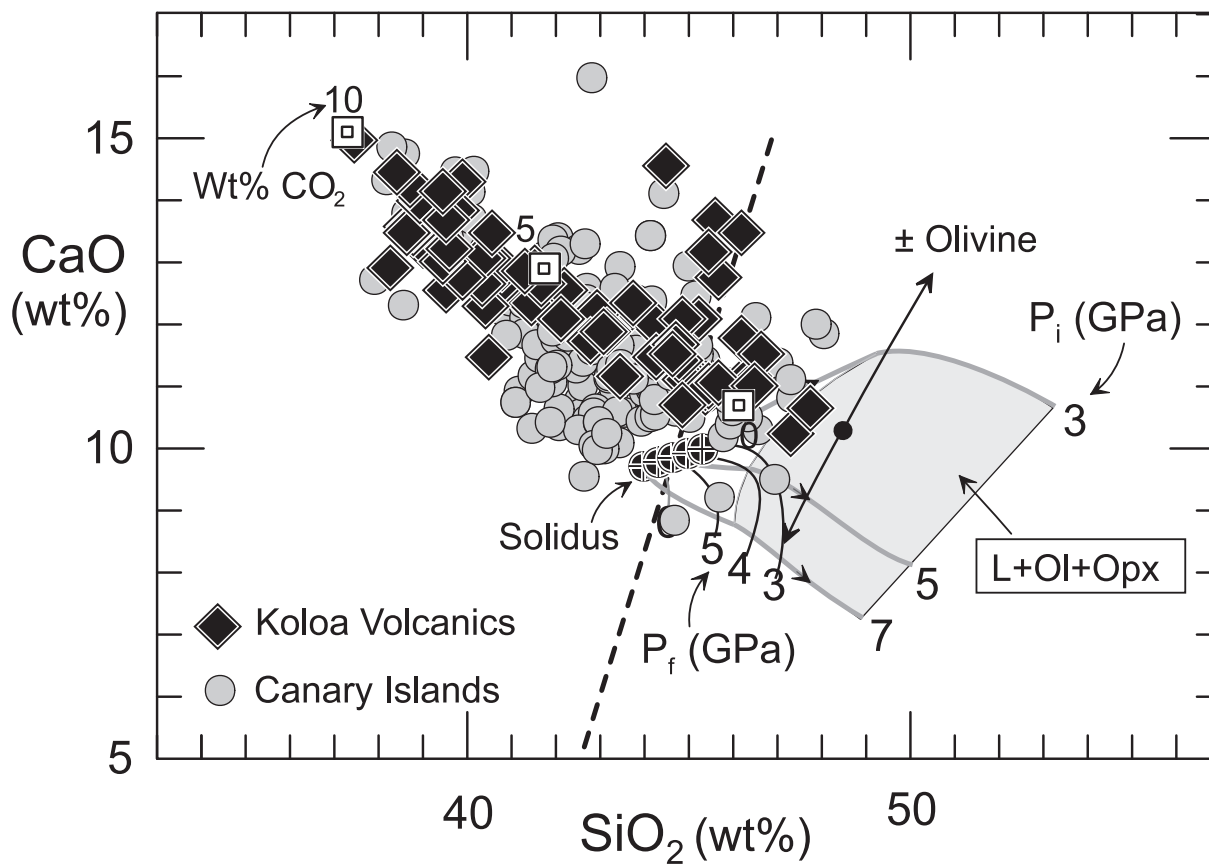 10
15
Wt% CO2
5
CaO
(wt%)
± Olivine
Pi (GPa)
3
10
0
Solidus
5
4
3
L+Ol+Opx
5
7
Koloa Volcanics
Pf (GPa)
Canary Islands
5
40
50
SiO2 (wt%)